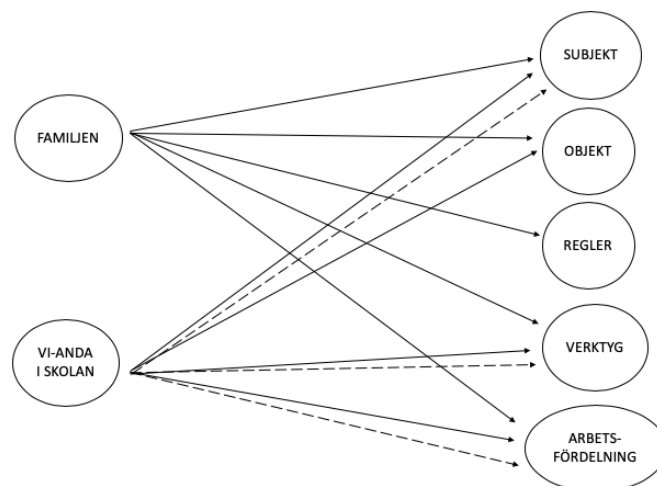 SUBJEKT
FAMILJEN
OBJEKT
REGLER
VI-ANDA
I SKOLAN
VERKTYG
ARBETS-
FÖRDELNING